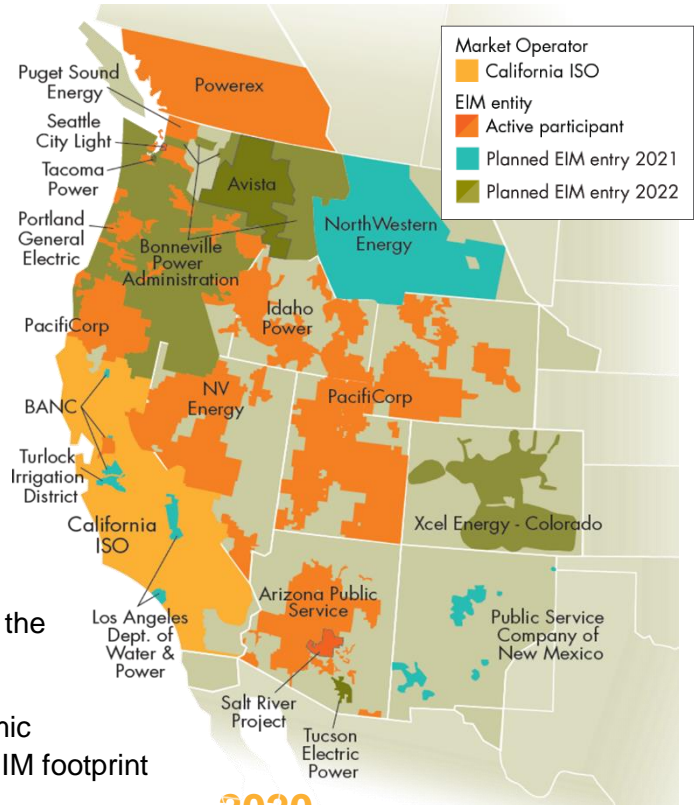 Market Operator
California ISO
EIM entity
Active participant
Planned EIM entry 2021
Planned EIM entry 2022
Puget Sound
Energy
Powerex
Seattle
City Light
Tacoma
Power
Avista
Portland
General
Electric
Bonneville
Power
Administration
NorthWestern
Energy
PacifiCorp
Idaho
Power
NV
Energy
PacifiCorp
BANC
Turlock
Irrigation
District
California
ISO
Xcel Energy - Colorado
Los Angeles
Dept. of
Water &
Power
Arizona Public
Service
Public Service
Company of
New Mexico
Salt River
Project
Tucson
Electric
Power
the
IM footprint